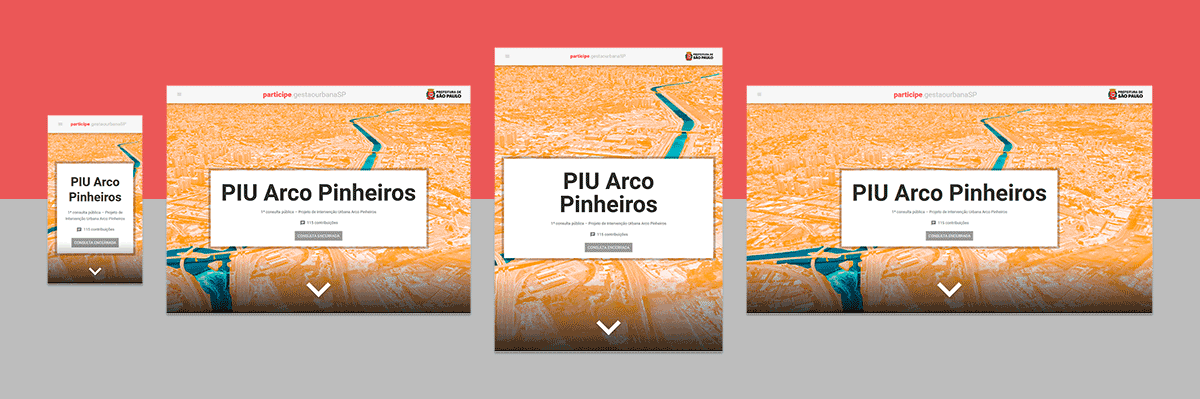 participe.gestaourbanaSP
PIU Arco
Pinheiros
1ª consulta pública – Projeto de
Intervenção Urbana Arco Pinheiros
115 contribuições
CONSULTA ENCERRADA
participe.gestaourbanaSP
PREFEITURA DE
SÃO PAULO
PIU Arco Pinheiros
1ª consulta pública – Projeto de Intervenção Urbana Arco Pinheiros
115 contribuições
CONSULTA ENCERRADA
participe.gestaourbanaSP
PREFEITURA DE
SÃO PAULO
PIU Arco
Pinheiros
1ª consulta pública – Projeto de Intervenção Urbana Arco Pinheiros
115 contribuições
CONSULTA ENCERRADA
participe.gestaourbanaSP
PREFEITURA DE
SÃO PAULO
PIU Arco Pinheiros
1ª consulta pública – Projeto de Intervenção Urbana Arco Pinheiros
115 contribuições
CONSULTA ENCERRADA